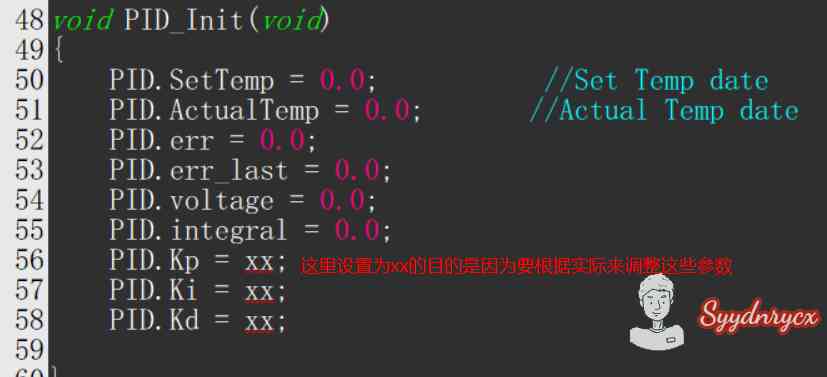 48 void PID_Init(void)
49 {
50 PID.SetTemp = 0.0; //Set Temp date
51 PID.ActualTemp = 0.0; //Actual Temp date
52 PID.err = 0.0;
53 PID.err_last = 0.0;
54 PID.voltage = 0.0;
55 PID.integral = 0.0;
56 PID.Kp = xx; 这里设置为xx的目的是因为要根据实际来调整这些参数
57 PID.Ki = xx;
58 PID.Kd = xx;
Syydnrycx
59
60 }